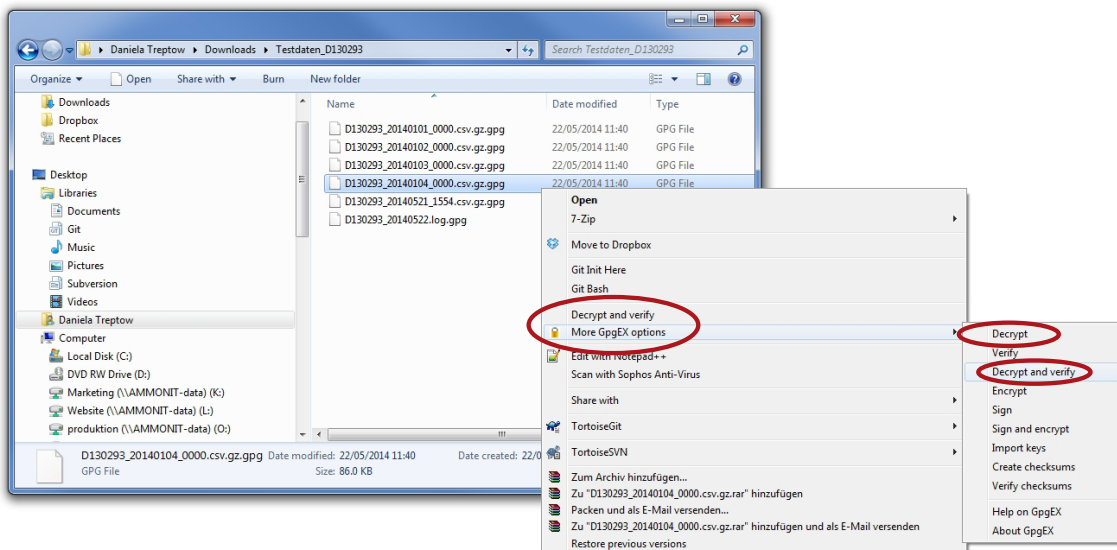 Daniela Treptow ▸ Downloads ▸ Testdaten_D130293
Search Testdaten_D130293
Organize Open Share with Burn New folder
Downloads
Dropbox
Recent Places
Desktop
Libraries
Documents
Git
Music
Pictures
Subversion
Videos
Daniela Treptow
Computer
Local Disk (C:)
DVD RW Drive (D:)
Marketing (\\AMMONIT-data) (K:)
Website (\\AMMONIT-data) (L:)
produktion (\\AMMONIT-data) (O:)
Name Date modified Type
D130293_20140101_0000.csv.gz.gpg 22/05/2014 11:40 GPG File
D130293_20140102_0000.csv.gz.gpg 22/05/2014 11:40 GPG File
D130293_20140103_0000.csv.gz.gpg 22/05/2014 11:40 GPG File
D130293_20140104_0000.csv.gz.gpg 22/05/2014 11:40 GPG File
D130293_20140521_1554.csv.gz.gpg
D130293_20140522.log.gpg
D130293_20140104_0000.csv.gz.gpg Date modified: 22/05/2014 11:40 Date created: 22/0
GPG File Size: 86.0 KB
Open
7-Zip
Move to Dropbox
Git Init Here
Git Bash
Decrypt and verify
More GpgEX options
Edit with Notepad++
Scan with Sophos Anti-Virus
Share with
TortoiseGit
TortoiseSVN
Zum Archiv hinzufügen...
Zu "D130293_20140104_0000.csv.gz.rar" hinzufügen
Packen und als E-Mail versenden...
Zu "D130293_20140104_0000.csv.gz.rar" hinzufügen und als E-Mail versenden
Restore previous versions
Decrypt
Verify
Decrypt and verify
Encrypt
Sign
Sign and encrypt
Import keys
Create checksums
Verify checksums
Help on GpgEX
About GpgEX